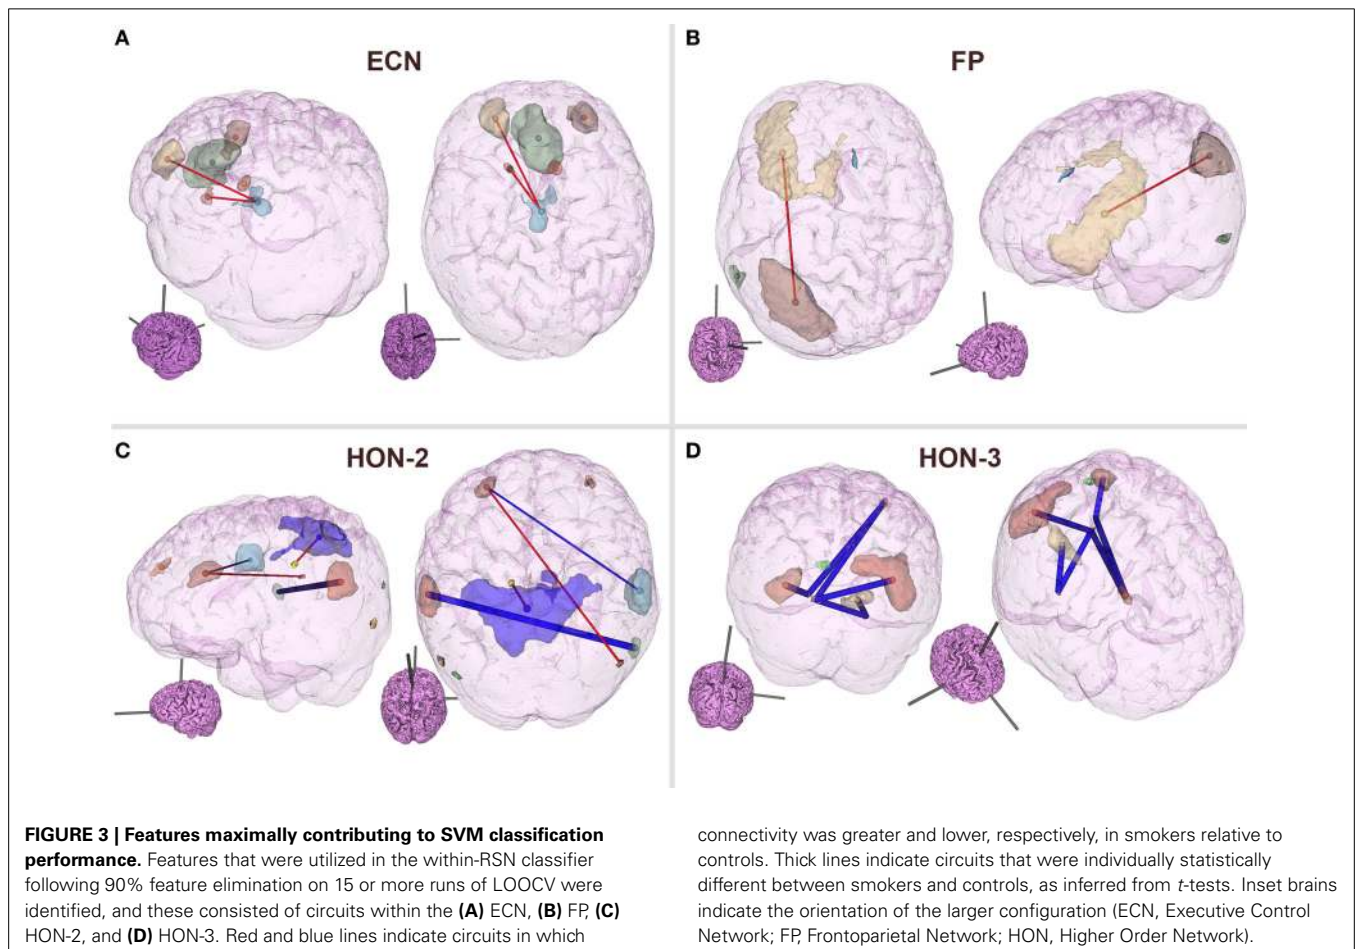 A
ECN
B
FP
C
HON-2
D
HON-3
FIGURE 3 | Features maximally contributing to SVM classification
performance. Features that were utilized in the within-RSN classifier
following 90% feature elimination on 15 or more runs of LOOCV were
identified, and these consisted of circuits within the (A) ECN, (B) FP, (C)
HON-2, and (D) HON-3. Red and blue lines indicate circuits in which
connectivity was greater and lower, respectively, in smokers relative to
controls. Thick lines indicate circuits that were individually statistically
different between smokers and controls, as inferred from t-tests. Inset brains
indicate the orientation of the larger configuration (ECN, Executive Control
Network; FP, Frontoparietal Network; HON, Higher Order Network).